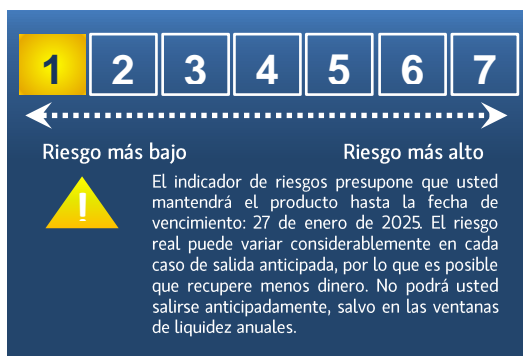 1 2 3 4 5 6 7
Riesgo más bajo Riesgo más alto
!
El indicador de riesgos presupone que usted
mantendrá el producto hasta la fecha de
vencimiento: 27 de enero de 2025. El riesgo
real puede variar considerablemente en cada
caso de salida anticipada, por lo que es posible
que recupere menos dinero. No podrá usted
salirse anticipadamente, salvo en las ventanas
de liquidez anuales.